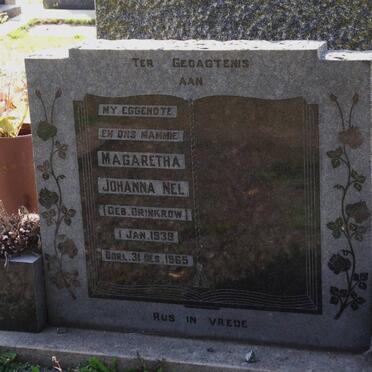 TER GEDAGTENIS
AAN
MY EGGENOTE
EN ONS MAMMIE
MAGARETHA
JOHANNA NEL
(GEB. BRINKROW)
1 JAN. 1939
OORL. 31 DES. 1965
RUS IN VREDE